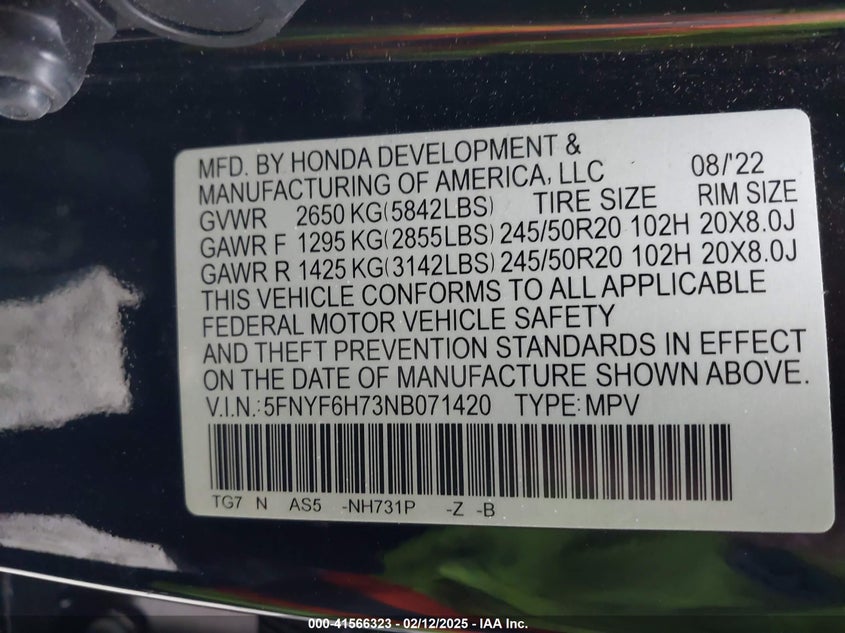 MFD. BY HONDA DEVELOPMENT &
MANUFACTURING OF AMERICA, LLC 08/'22
GVWR 2650 KG(5842LBS) TIRE SIZE RIM SIZE
GAWR F 1295 KG(2855LBS) 245/50R20 102H 20X8.0J
GAWR R 1425 KG(3142LBS) 245/50R20 102H 20X8.0J
THIS VEHICLE CONFORMS TO ALL APPLICABLE
FEDERAL MOTOR VEHICLE SAFETY
AND THEFT PREVENTION STANDARDS IN EFFECT
ON THE DATE OF MANUFACTURE SHOWN ABOVE.
V.I.N.:5FNYF6H73NB071420 TYPE:MPV
TG7 N AS5 -NH731P -Z -B
000-41566323 - 02/12/2025 - IAA Inc.